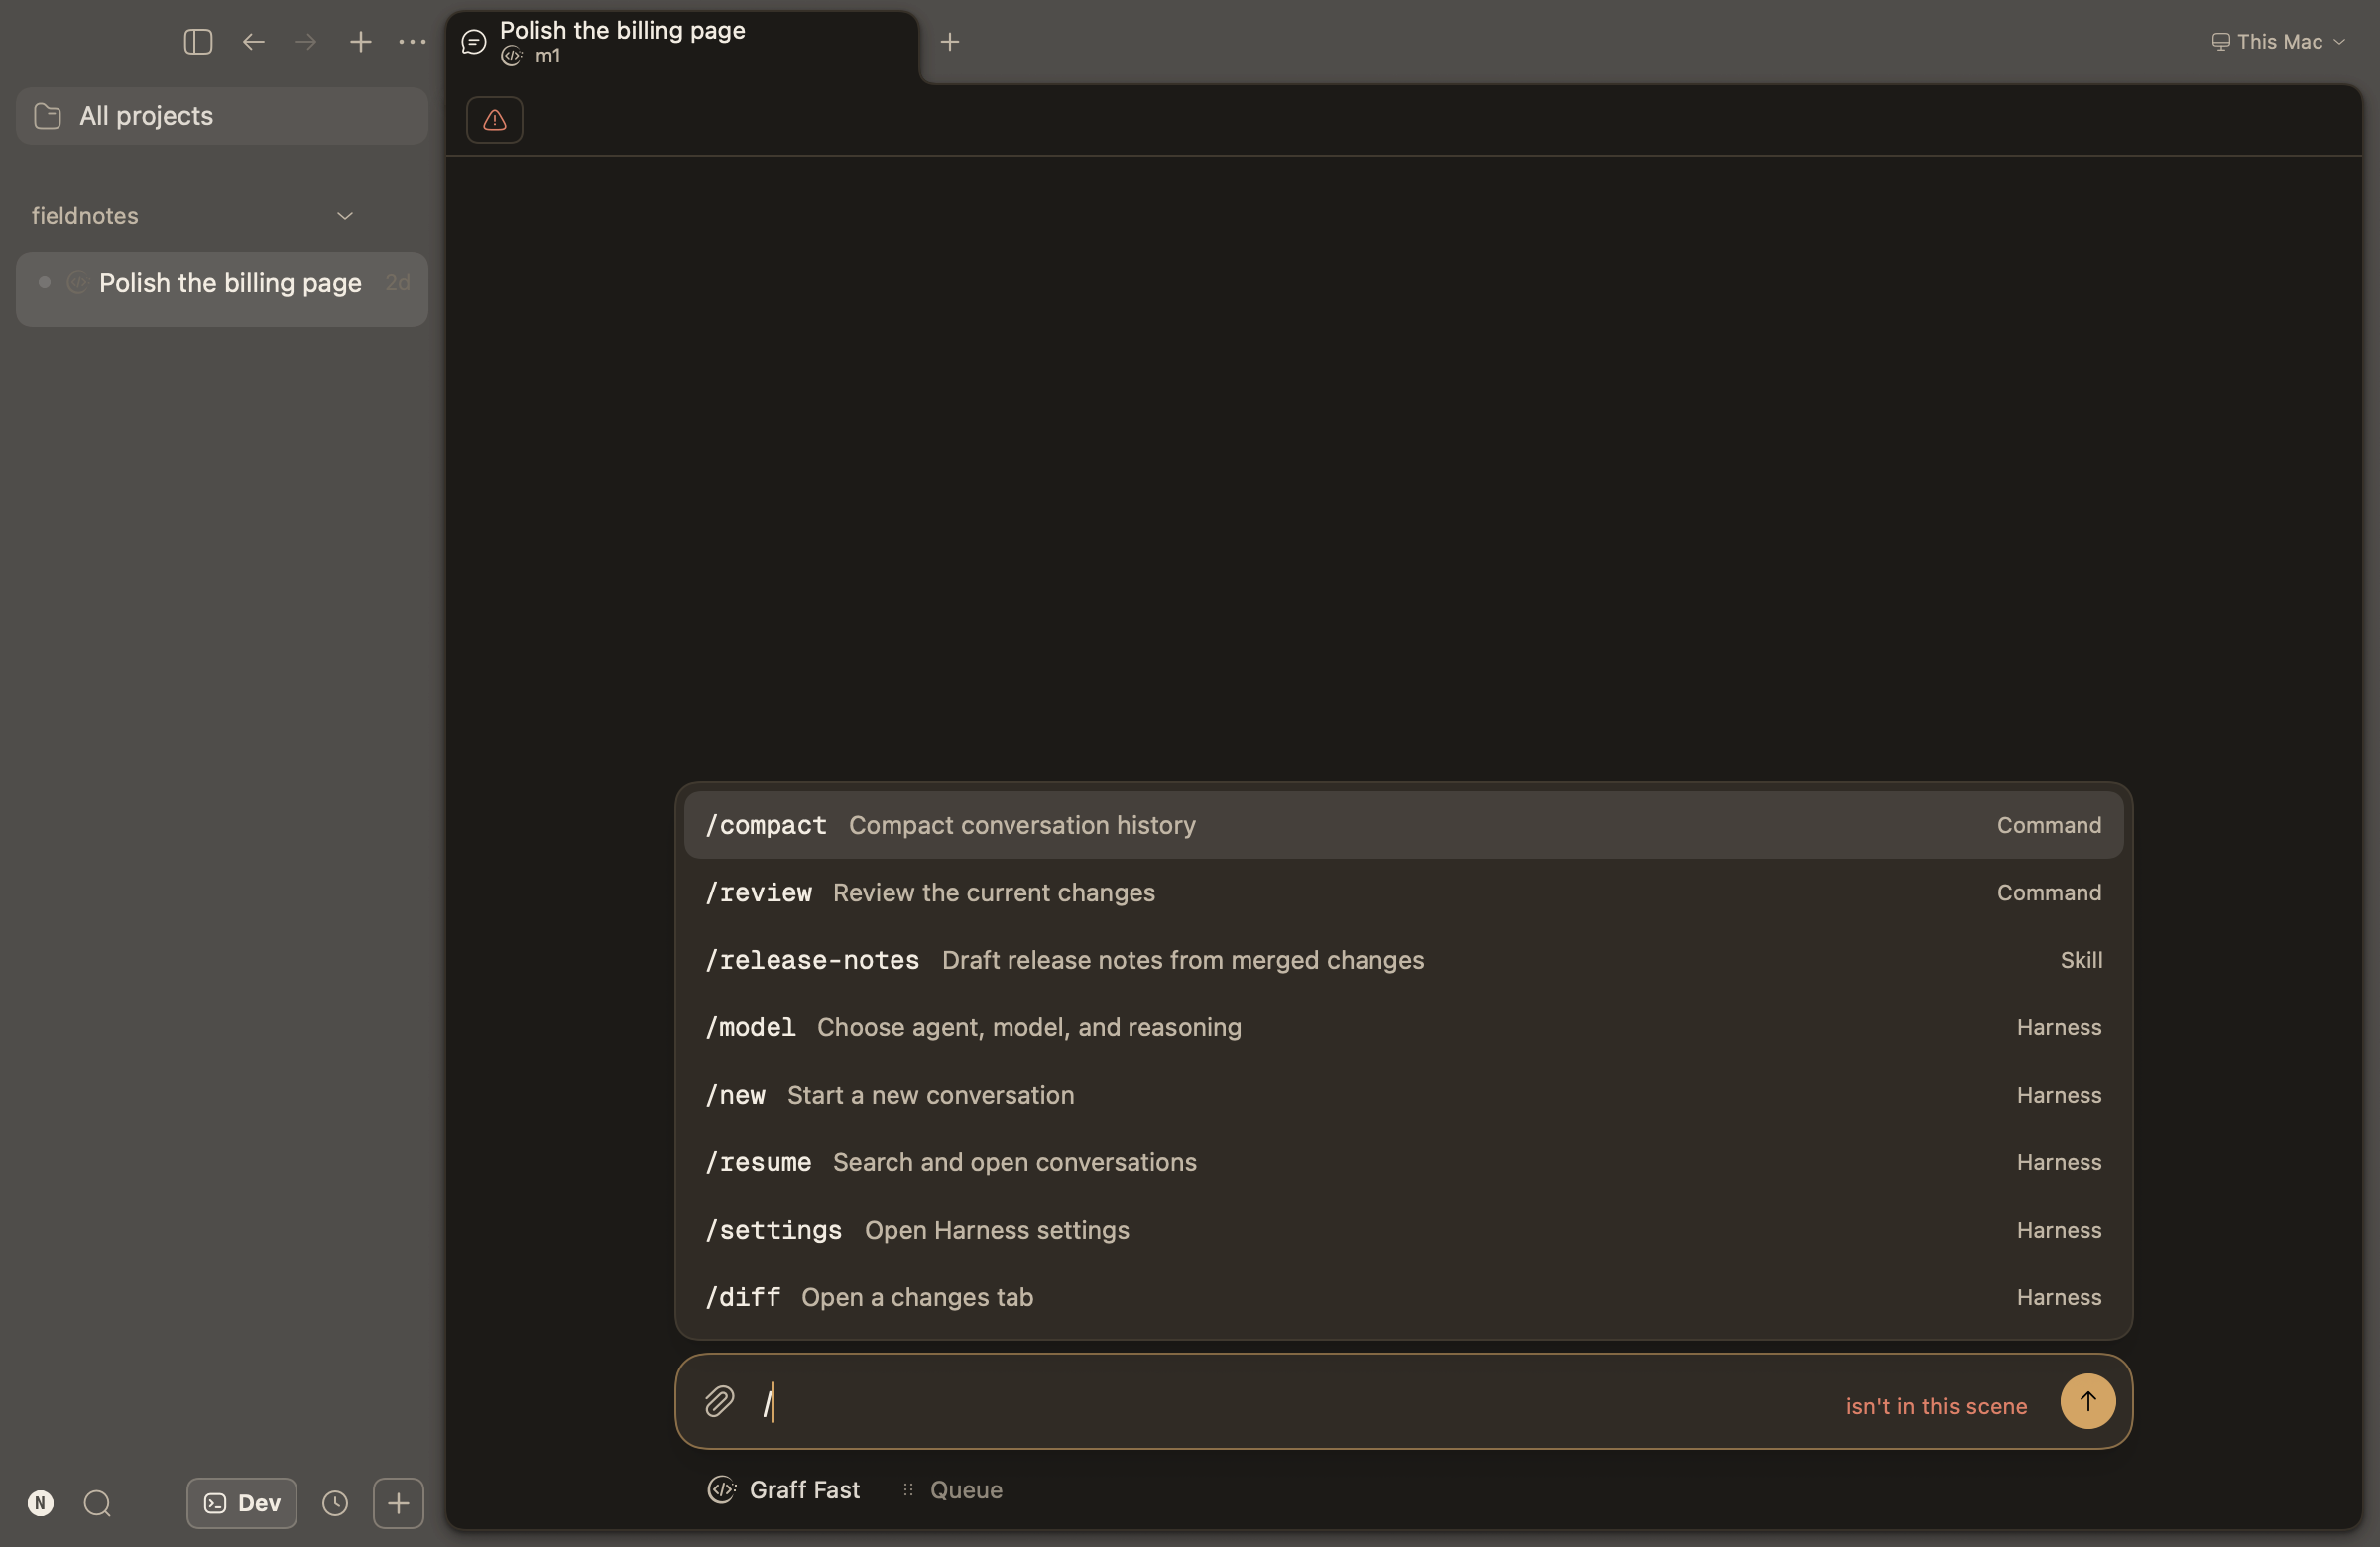 Polish the billing page
m1
This Mac
All projects
fieldnotes
Polish the billing page 2d
/compact Compact conversation history Command
/review Review the current changes Command
/release-notes Draft release notes from merged changes Skill
/model Choose agent, model, and reasoning Harness
/new Start a new conversation Harness
/resume Search and open conversations Harness
/settings Open Harness settings Harness
/diff Open a changes tab Harness
/ isn't in this scene
Graff Fast Queue
N Dev